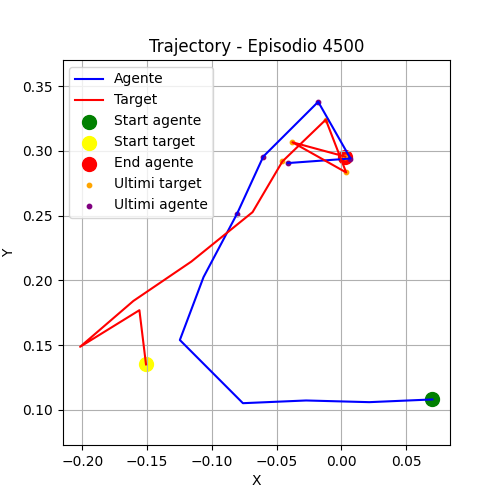 Trajectory - Episodio 4500
Agente
Target
Start agente
Start target
End agente
Ultimi target
Ultimi agente
0.35
0.30
0.25
0.20
0.15
0.10
Y
−0.20
−0.15
−0.10
−0.05
0.00
0.05
X